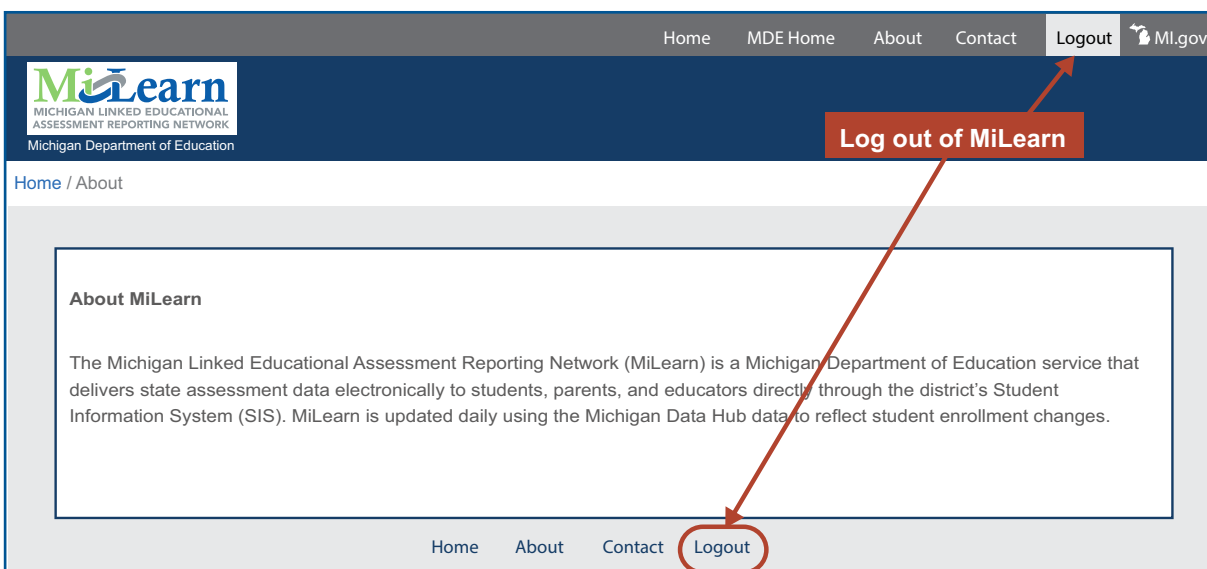 Home MDE Home About Contact Logout MI.gov
MiLearn
MICHIGAN LINKED EDUCATIONAL
ASSESSMENT REPORTING NETWORK
Michigan Department of Education
Log out of MiLearn
Home / About
About MiLearn
The Michigan Linked Educational Assessment Reporting Network (MiLearn) is a Michigan Department of Education service that
delivers state assessment data electronically to students, parents, and educators directly through the district's Student
Information System (SIS). MiLearn is updated daily using the Michigan Data Hub data to reflect student enrollment changes.
Home About Contact Logout